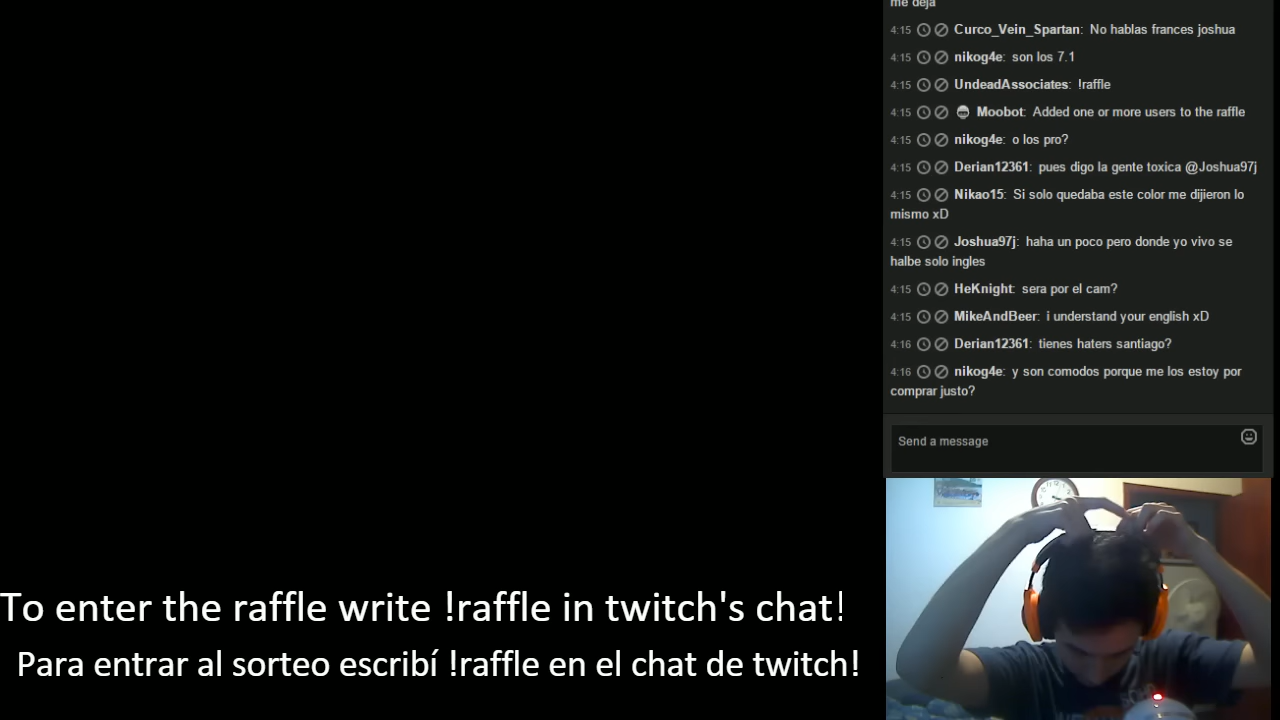 me deja
4:15 Curco_Vein_Spartan: No hablas frances joshua
4:15 nikog4e: son los 7.1
4:15 UndeadAssociates: !raffle
4:15 Moobot: Added one or more users to the raffle
4:15 nikog4e: o los pro?
4:15 Derian12361: pues digo la gente toxica @Joshua97j
4:15 Nikao15: Si solo quedaba este color me dijieron lo
mismo xD
4:15 Joshua97j: haha un poco pero donde yo vivo se
halbe solo ingles
4:15 HeKnight: sera por el cam?
4:15 MikeAndBeer: i understand your english xD
4:16 Derian12361: tienes haters santiago?
4:16 nikog4e: y son comodos porque me los estoy por
comprar justo?
Send a message
To enter the raffle write !raffle in twitch's chat!
Para entrar al sorteo escribí !raffle en el chat de twitch!